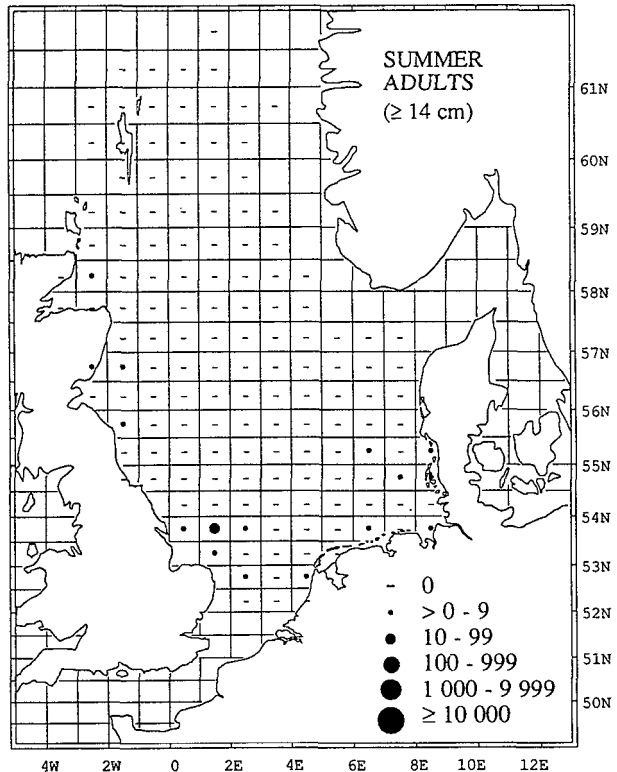 SUMMER
ADULTS
(≥ 14 cm)
61N
60N
59N
58N
57N
56N
55N
54N
53N
52N
51N
50N
- 0
> 0 - 9
10 - 99
100 - 999
1 000 - 9 999
≥ 10 000
4W 2W 0 2E 4E 6E 8E 10E 12E